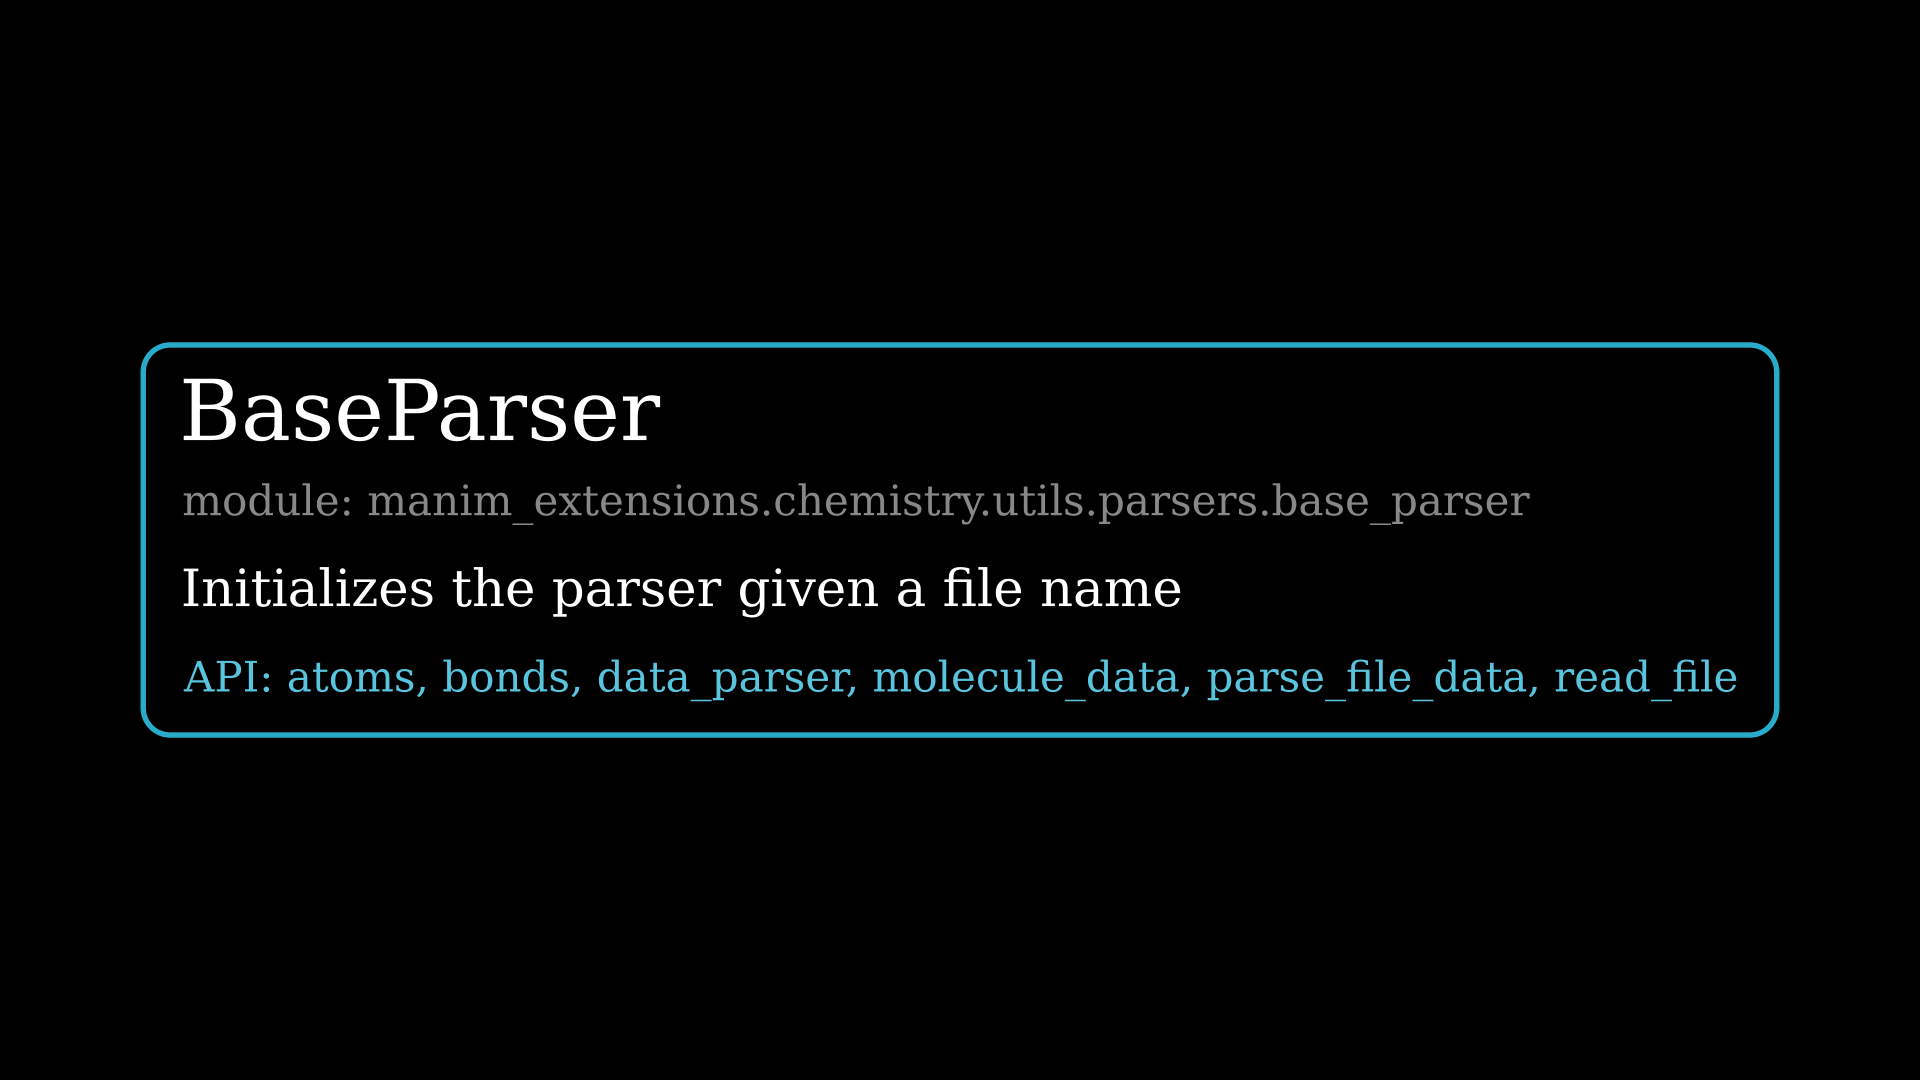 BaseParser
module: manim_extensions.chemistry.utils.parsers.base_parser
Initializes the parser given a file name
API: atoms, bonds, data_parser, molecule_data, parse_file_data, read_file